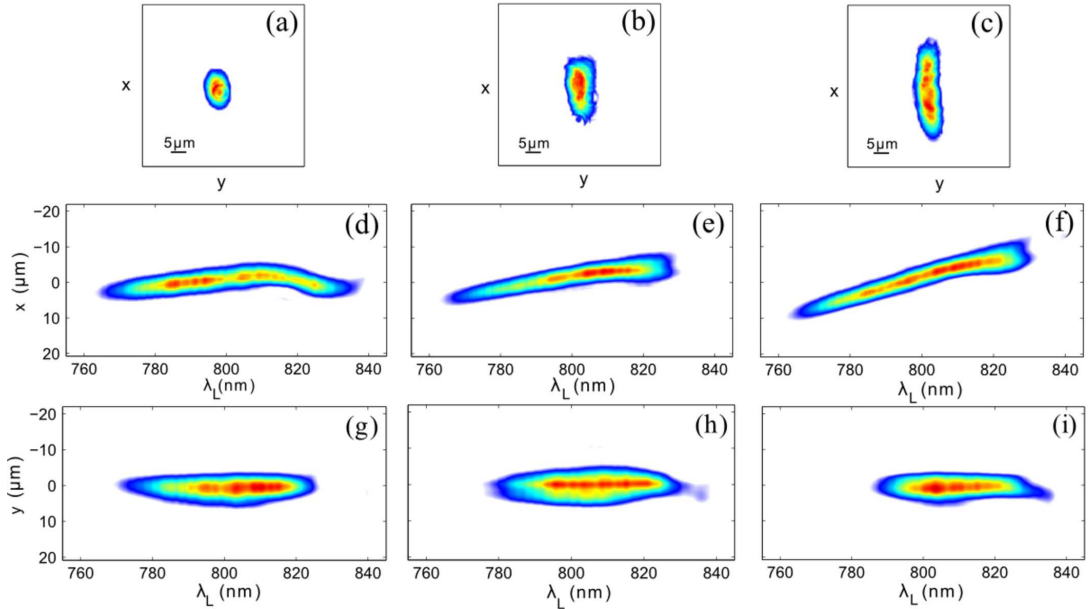 (a) (b) (c)
x x x
5µm 5µm 5µm
y y y
−20 (d) (e) (f)
−10
x (µm) 0
10
20
760 780 800 820 840 760 780 800 820 840 760 780 800 820 840
λL(nm) λL(nm) λL(nm)
−20 (g) (h) (i)
−10
y (µm) 0
10
20
760 780 800 820 840 760 780 800 820 840 760 780 800 820 840
λL(nm) λL(nm) λL(nm)